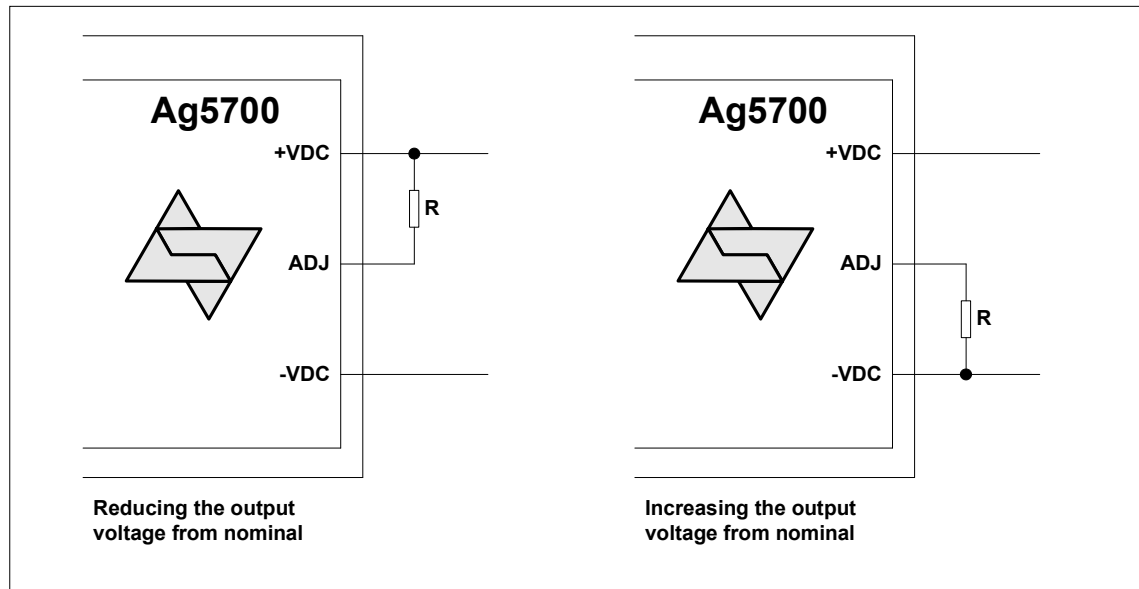 Ag5700
+VDC
R
ADJ
-VDC
Reducing the output
voltage from nominal
Ag5700
+VDC
ADJ
R
-VDC
Increasing the output
voltage from nominal